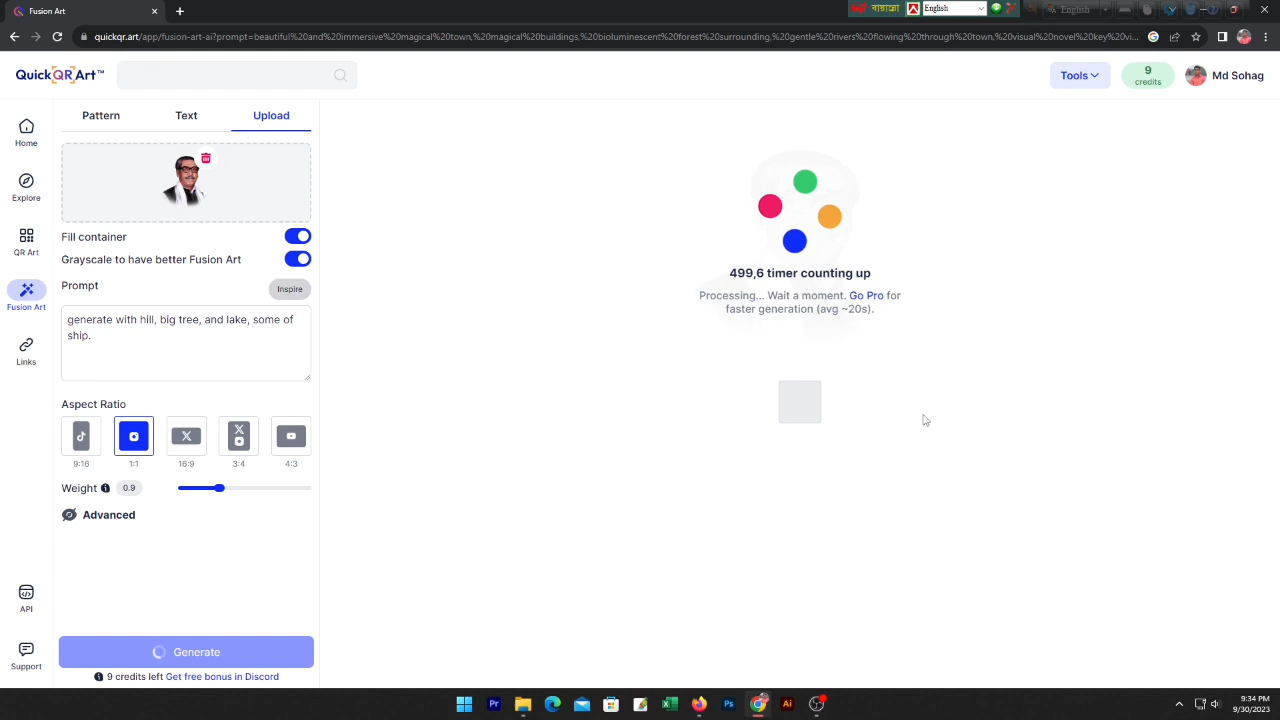 Fusion Art
বাংলায়
English
English
quickqr.art/app/fusion-art-ai?prompt=beautiful%20and%20immersive%20magical%20town,%20magical%20buildings,%20bioluminescent%20forest%20surrounding,%20gentle%20rivers%20flowing%20through%20town,%20visual%20novel%20key%20vi...
Quick QR Art™
Tools
9
credits
Md Sohag
Pattern Text Upload
Home
Explore
QR Art
Fusion Art
Links
API
Support
Fill container
Grayscale to have better Fusion Art
Prompt
Inspire
generate with hill, big tree, and lake, some of
ship.
Aspect Ratio
9:16 1:1 16:9 3:4 4:3
Weight 0.9
Advanced
Generate
9 credits left Get free bonus in Discord
499,6 timer counting up
Processing... Wait a moment. Go Pro for
faster generation (avg ~20s).
9:34 PM
9/30/2023